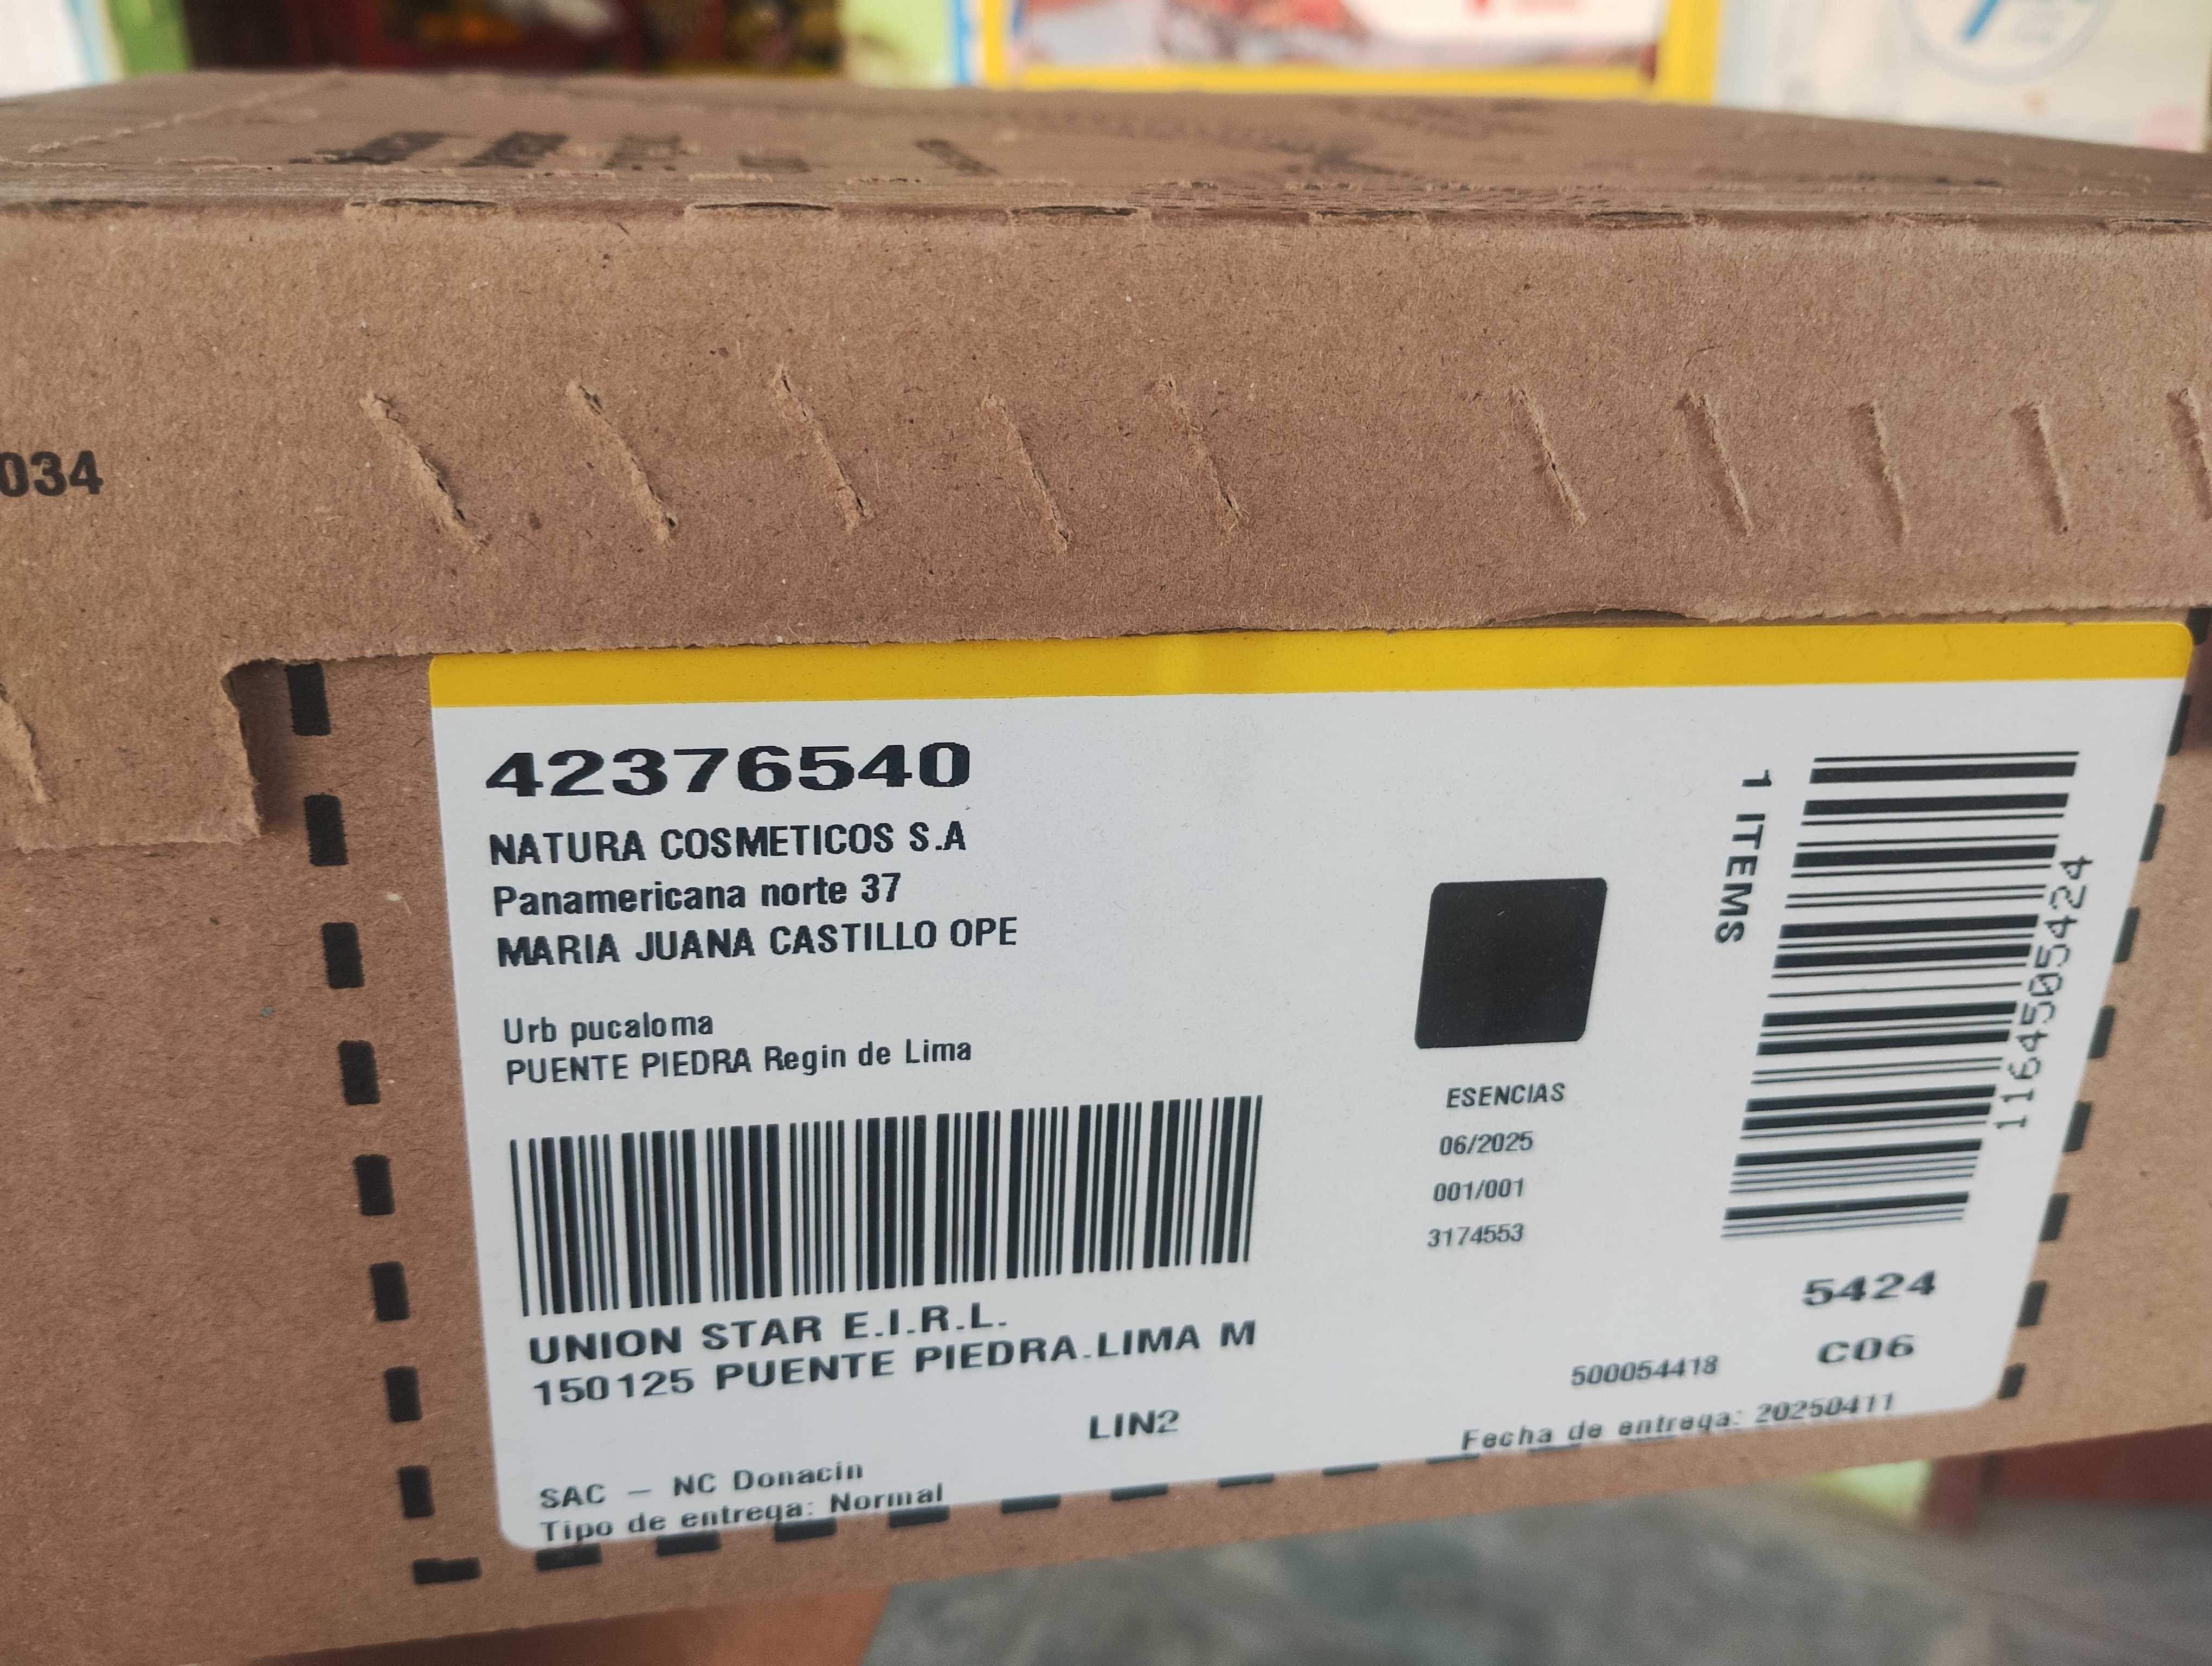 034
42376540
NATURA COSMETICOS S.A
Panamericana norte 37
MARIA JUANA CASTILLO OPE
Urb pucaloma
PUENTE PIEDRA Regin de Lima
UNION STAR E.I.R.L.
150125 PUENTE PIEDRA.LIMA M
LIN2
SAC – NC Donacin
Tipo de entrega: Normal
ESENCIAS
06/2025
001/001
3174553
1 ITEMS
1164505424
5424
C06
500054418
Fecha de entrega: 20250411